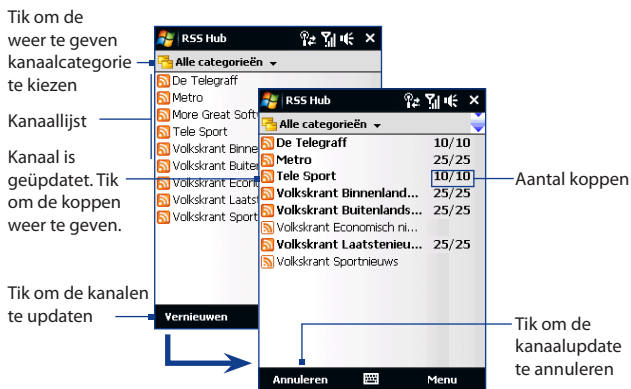 Tik om de
weer te geven
kanaalcategorie
te kiezen
Kanaallijst
Kanaal is
geüpdatet. Tik
om de koppen
weer te geven.
Tik om de kanalen
te updaten
RSS Hub
Alle categorieën
De Telegraff
Metro
More Great Soft
Tele Sport
Volkskrant Binne
Volkskrant Buiter
Volkskrant Econ
Volkskrant Laats
Volkskrant Sport
Vernieuwen
RSS Hub
Alle categorieën
De Telegraff 10/10
Metro 25/25
Tele Sport 10/10
Volkskrant Binnenland... 25/25
Volkskrant Buitenlands... 25/25
Volkskrant Economisch ni...
Volkskrant Laatstenieu... 25/25
Volkskrant Sportnieuws
Annuleren Menu
Aantal koppen
Tik om de
kanaalupdate
te annuleren